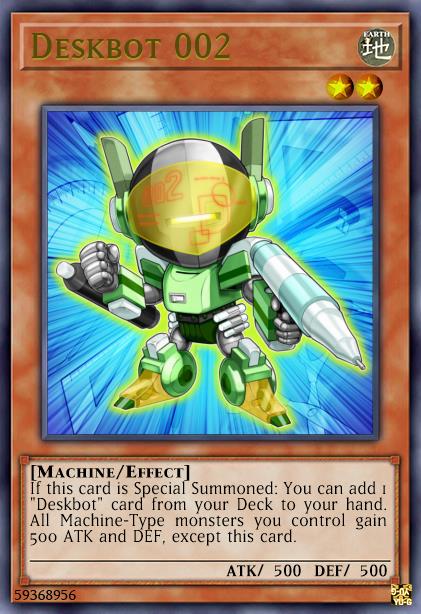 Deskbot 002
EARTH
地
002
[Machine/Effect]
If this card is Special Summoned: You can add 1
"Deskbot" card from your Deck to your hand.
All Machine-Type monsters you control gain
500 ATK and DEF, except this card.
ATK/ 500 DEF/ 500
59368956